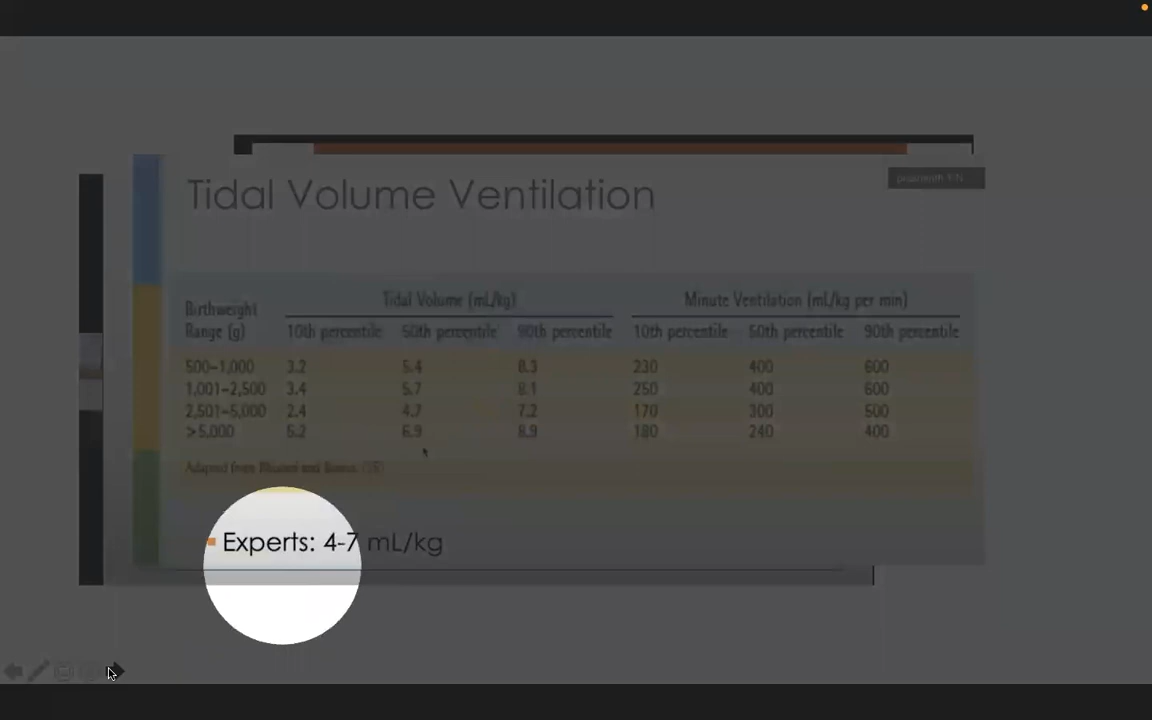 Tidal Volume Ventilation
Birthweight Range (g) Tidal Volume (mL/kg) Minute Ventilation (mL/kg per min)
10th percentile 50th percentile 90th percentile 10th percentile 50th percentile 90th percentile
500–1,000 3.2 5.4 8.3 230 400 600
1,001–2,500 3.4 5.7 8.1 250 400 600
2,501–5,000 2.4 4.7 7.2 170 300 500
>5,000 5.2 6.9 8.9 180 240 400
Adapted from and
Experts: 4-7 mL/kg